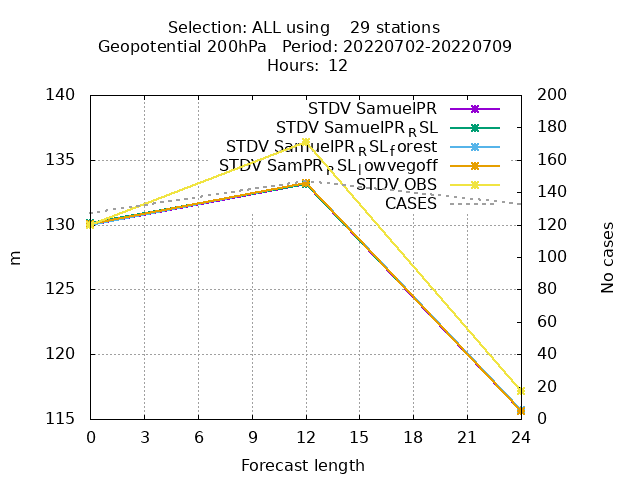 Selection: ALL using    29 stations
Geopotential 200hPa   Period: 20220702-20220709
Hours:  12
STDV SamuelPR
STDV SamuelPR_RSL
STDV SamuelPR_RSL_forest
STDV SamPR_rSL_lowvegoff
STDV OBS
CASES
140
135
130
125
120
115
m
200
180
160
140
120
100
80
60
40
20
0
No cases
0 3 6 9 12 15 18 21 24
Forecast length